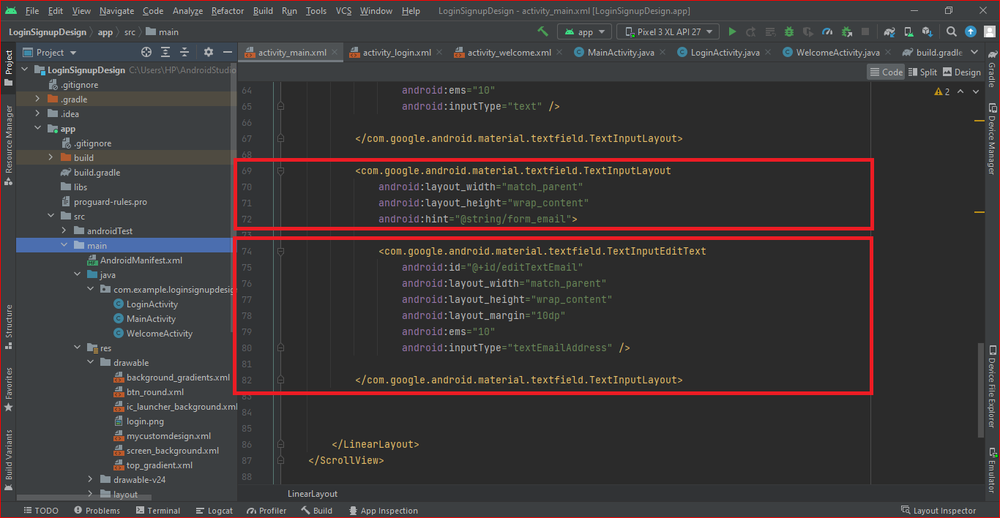 File Edit View Navigate Code Analyze Refactor Build Run Tools VCS Window Help LoginSignupDesign - activity_main.xml [LoginSignupDesign.app]
LoginSignupDesign app src main app Pixel 3 XL API 27
Project activity_main.xml activity_login.xml activity_welcome.xml MainActivity.java LoginActivity.java WelcomeActivity.java build.gradle
Code Split Design
2
Project
Resource Manager
Structure
Favorites
Build Variants
LoginSignupDesign C:\Users\HP\AndroidStudio
.gitignore
.gradle
.idea
app
.gitignore
build
build.gradle
libs
proguard-rules.pro
src
androidTest
main
AndroidManifest.xml
java
com.example.loginsignupdesig
LoginActivity
MainActivity
WelcomeActivity
res
drawable
background_gradients.xml
btn_round.xml
ic_launcher_background.xml
login.png
mycustomdesign.xml
screen_background.xml
top_gradient.xml
drawable-v24
layout
64 android:ems="10"
65 android:inputType="text" />
66
67 </com.google.android.material.textfield.TextInputLayout>
68
69 <com.google.android.material.textfield.TextInputLayout
70 android:layout_width="match_parent"
71 android:layout_height="wrap_content"
72 android:hint="@string/form_email">
73
74 <com.google.android.material.textfield.TextInputEditText
75 android:id="@+id/editTextEmail"
76 android:layout_width="match_parent"
77 android:layout_height="wrap_content"
78 android:layout_margin="10dp"
79 android:ems="10"
80 android:inputType="textEmailAddress" />
81
82 </com.google.android.material.textfield.TextInputLayout>
83
84
85
86 </LinearLayout>
87 </ScrollView>
88
LinearLayout
Gradle
Device Manager
Device File Explorer
Emulator
TODO Problems Terminal Logcat Profiler Build App Inspection Layout Inspector